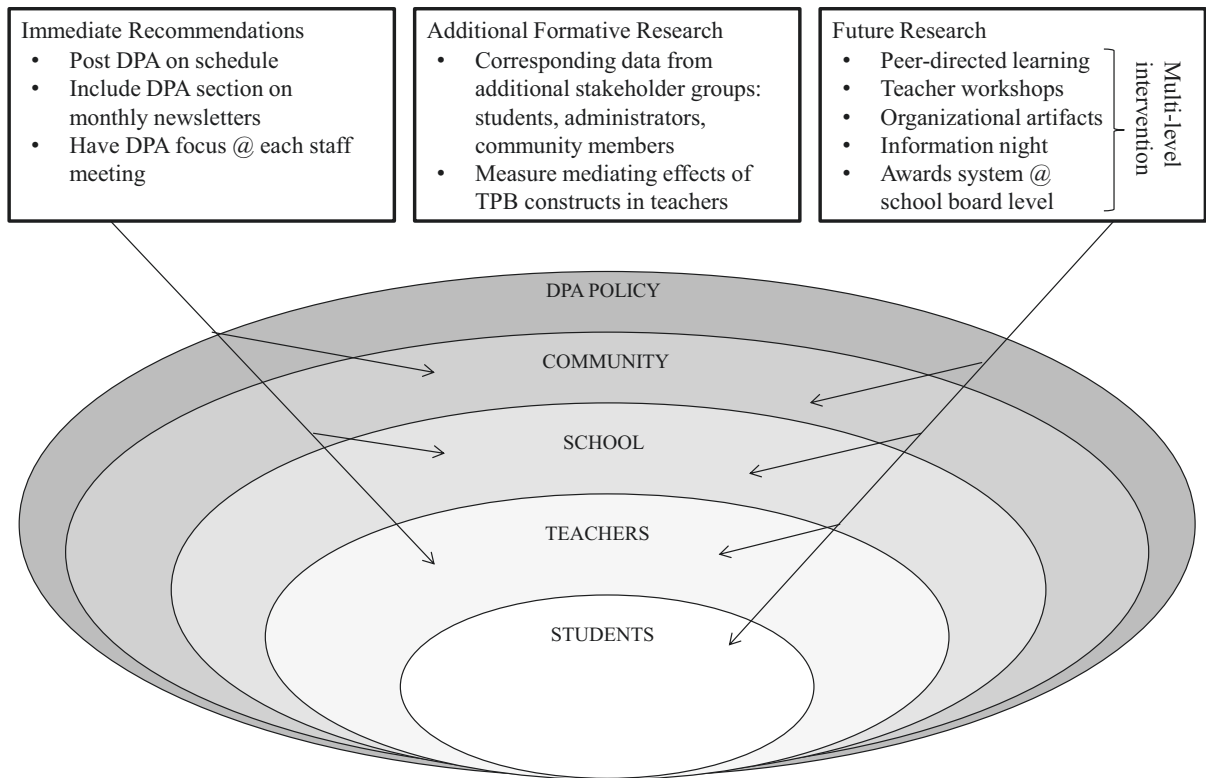 Immediate Recommendations
• Post DPA on schedule
• Include DPA section on
monthly newsletters
• Have DPA focus @ each staff
meeting
Additional Formative Research
• Corresponding data from
additional stakeholder groups:
students, administrators,
community members
• Measure mediating effects of
TPB constructs in teachers
Future Research
• Peer-directed learning
• Teacher workshops
• Organizational artifacts
• Information night
• Awards system @
school board level
Multi-level
intervention
DPA POLICY
COMMUNITY
SCHOOL
TEACHERS
STUDENTS